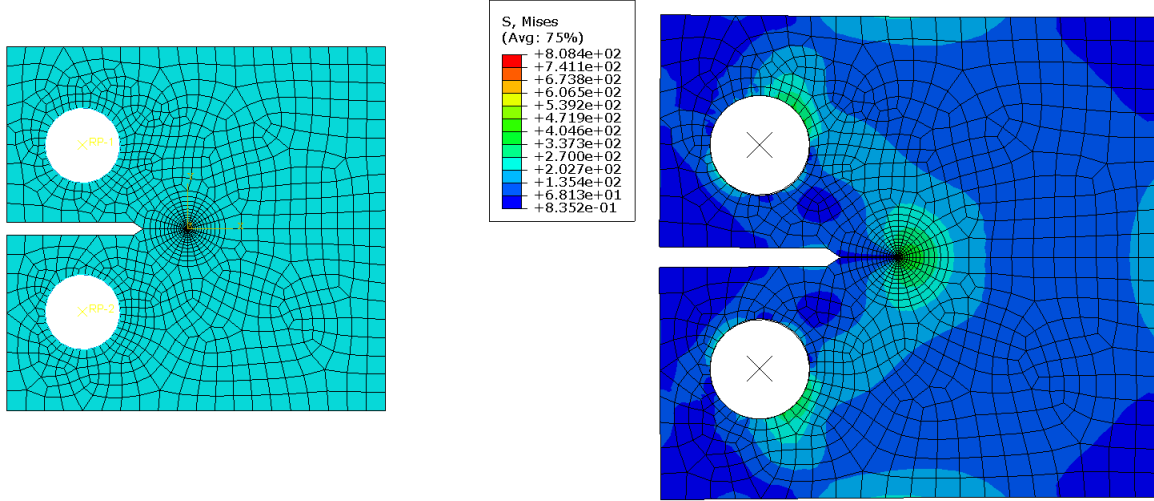 RP-1
RP-2
S, Mises
(Avg: 75%)
+8.084e+02
+7.411e+02
+6.738e+02
+6.065e+02
+5.392e+02
+4.719e+02
+4.046e+02
+3.373e+02
+2.700e+02
+2.027e+02
+1.354e+02
+6.813e+01
+8.352e-01